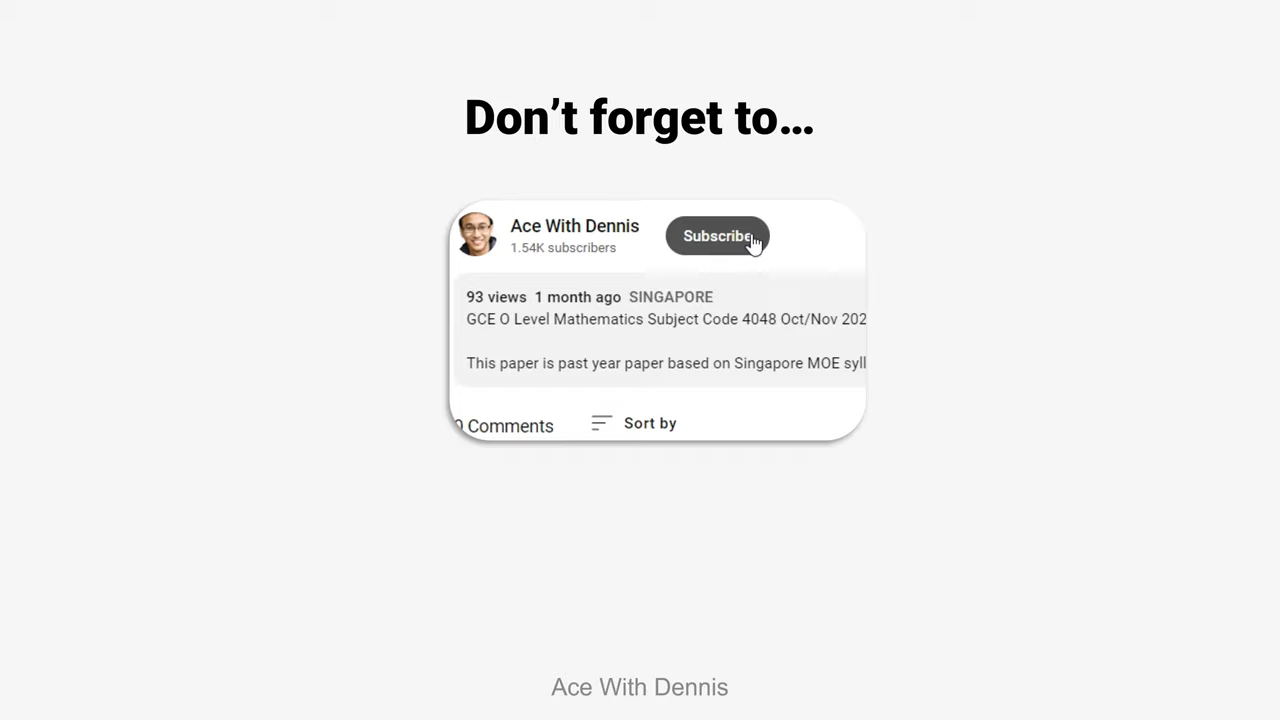 Don’t forget to…
Ace With Dennis
1.54K subscribers
Subscribe
93 views 1 month ago SINGAPORE
GCE O Level Mathematics Subject Code 4048 Oct/Nov 202
This paper is past year paper based on Singapore MOE syll
0 Comments
Sort by
Ace With Dennis